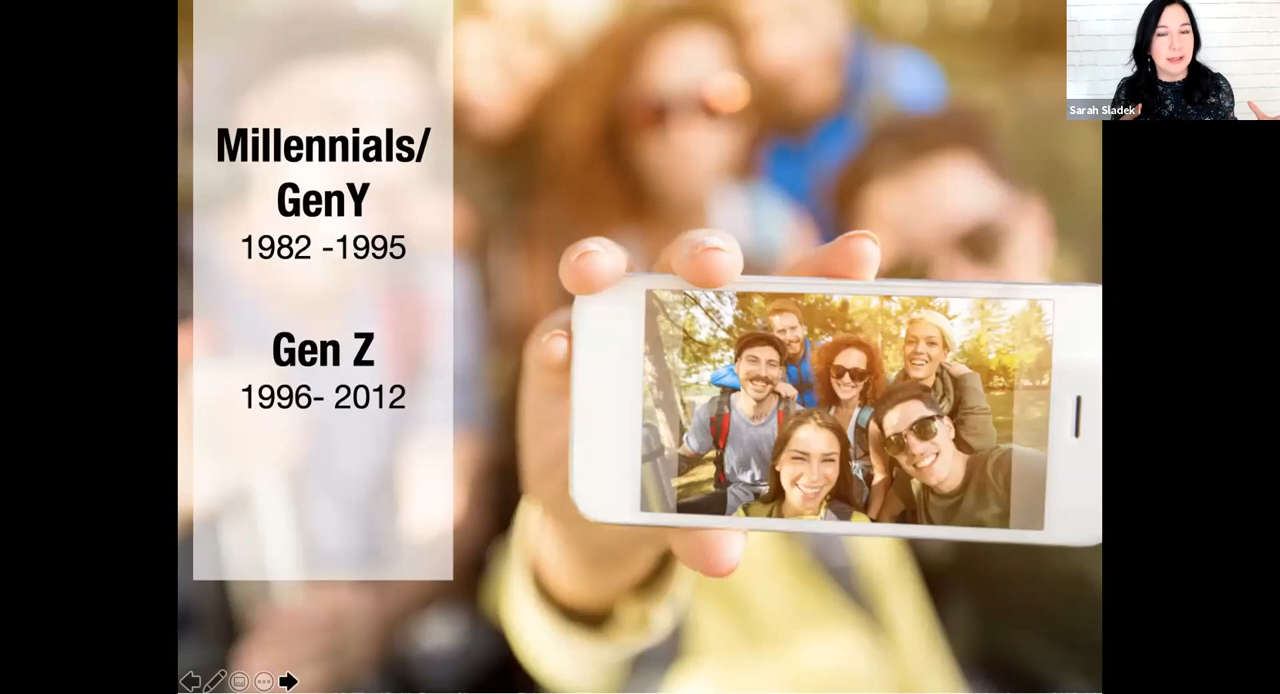 Millennials/
GenY
1982 -1995
Gen Z
1996- 2012
Sarah Sladek